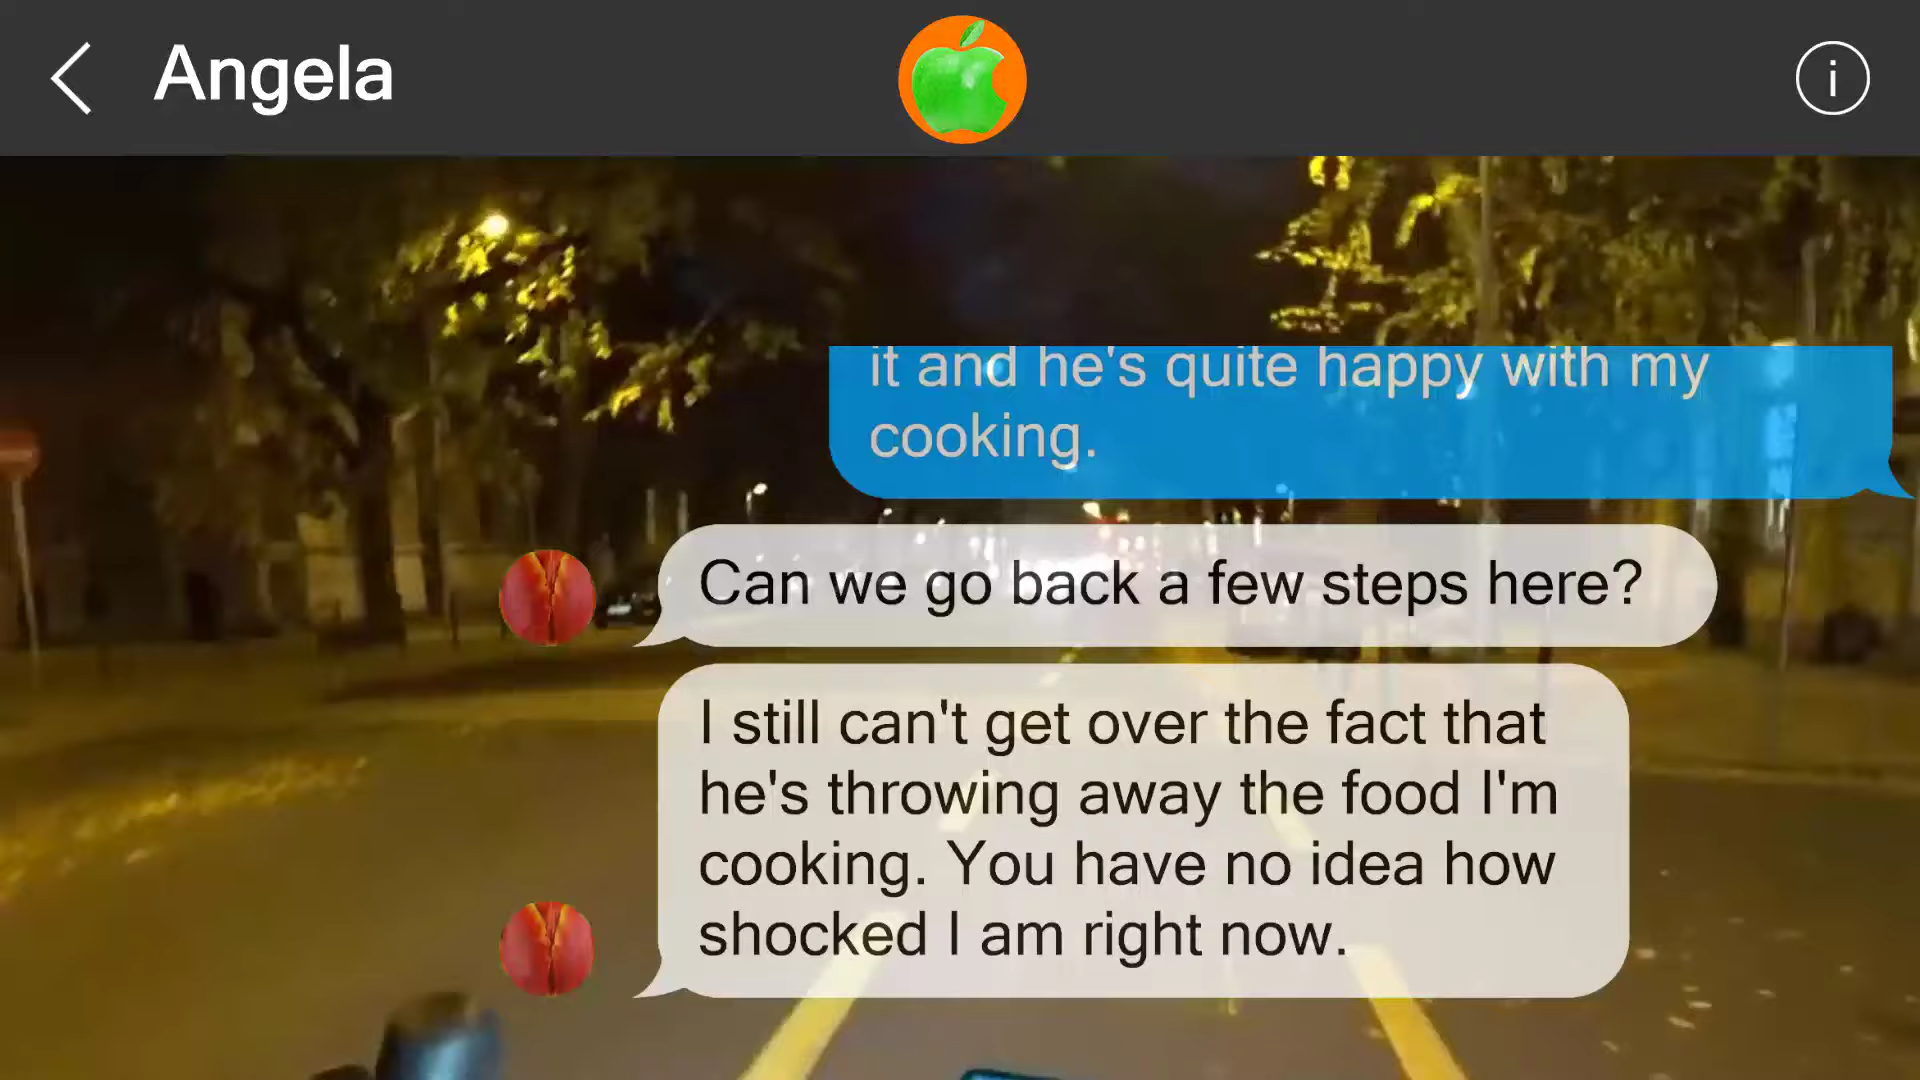 Angela
i
it and he's quite happy with my
cooking.
Can we go back a few steps here?
I still can't get over the fact that
he's throwing away the food I'm
cooking. You have no idea how
shocked I am right now.